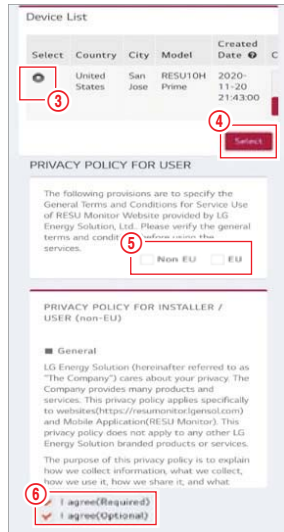 Device List
Created
Select Country City Model Date C
United San RESU10H 2020-
States Jose Prime 11-20
21:43:00
③
④
Select
PRIVACY POLICY FOR USER
The following provisions are to specify the
General Terms and Conditions for Service Use
of RESU Monitor Website provided by LG
Energy Solution, Ltd.. Please verify the general
terms and conditions before using the
services.
⑤
Non EU EU
PRIVACY POLICY FOR INSTALLER /
USER (non-EU)
■ General
LG Energy Solution (hereinafter referred to as
"The Company") cares about your privacy. The
Company provides many products and
services. This privacy policy applies specifically
to websites(https://resumonitor.lgensol.com)
and Mobile Application(RESU Monitor). This
privacy policy does not apply to any other LG
Energy Solution branded products or services.
The purpose of this privacy policy is to explain
how we collect information, what we collect,
how we use it, how we share it, and what
⑥
I agree(Required)
I agree(Optional)